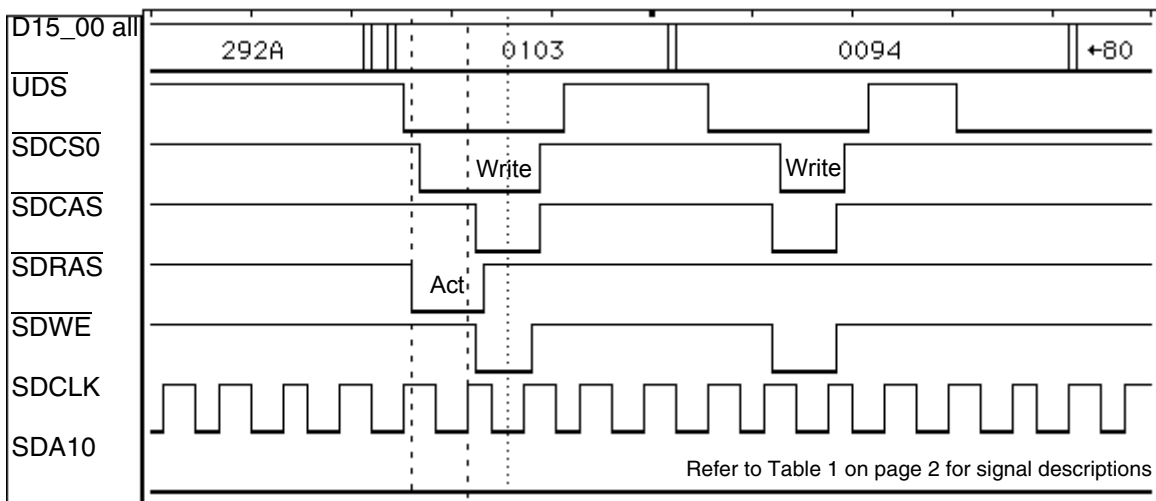 D15_00 all
292A
0103
0094
←80
UDS
SDCS0
Write
Write
SDCAS
SDRAS
Act
SDWE
SDCLK
SDA10
Refer to Table 1 on page 2 for signal descriptions